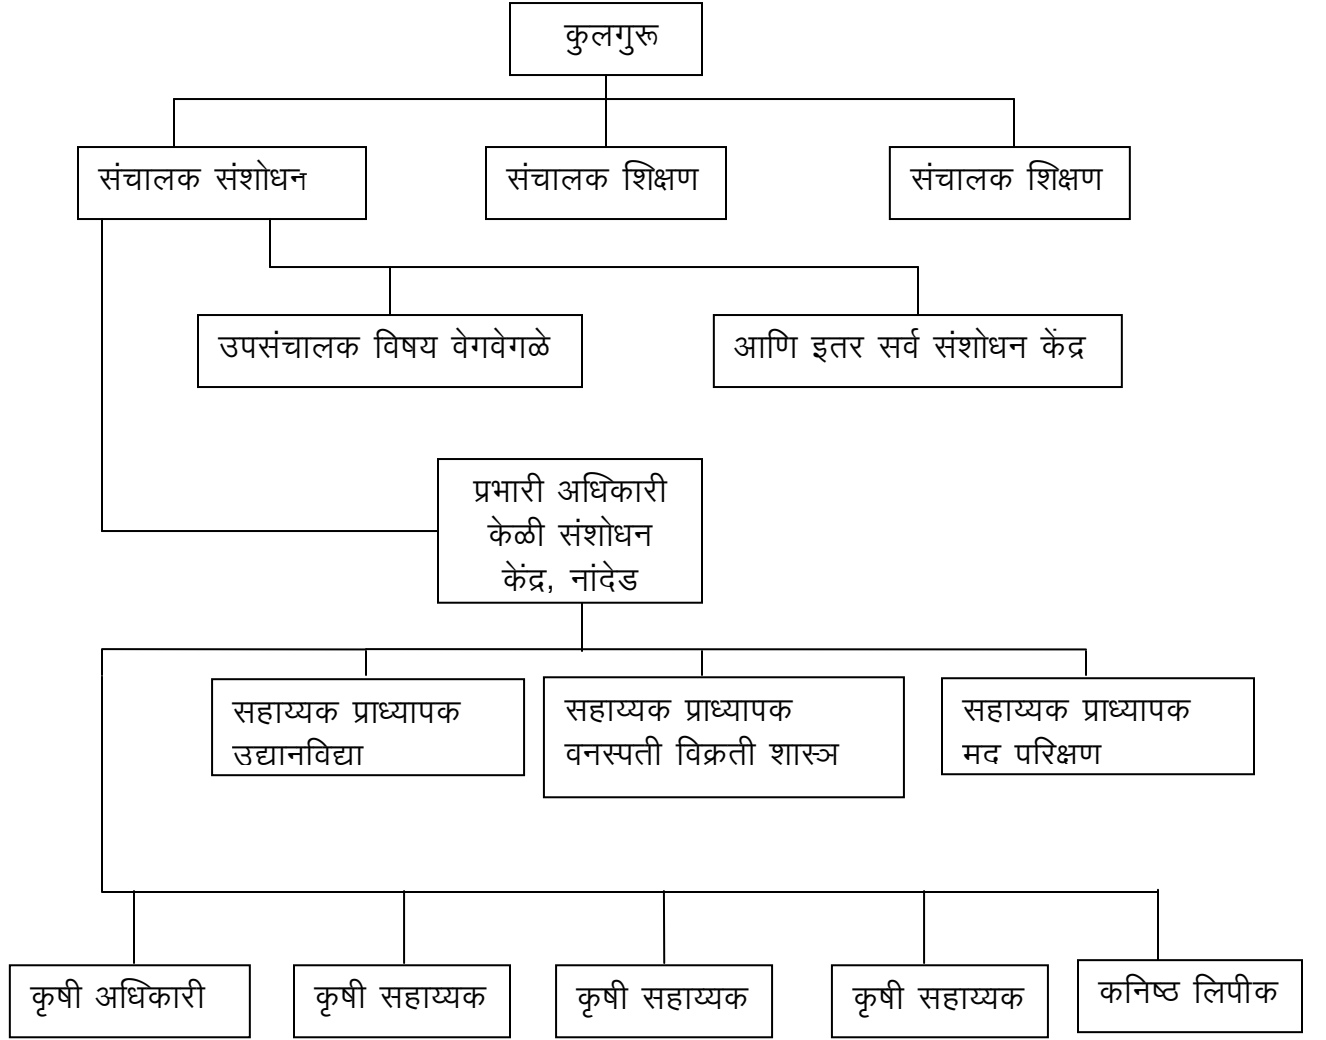 कुलगुरू
संचालक संशोधन
संचालक शिक्षण
संचालक शिक्षण
उपसंचालक विषय वेगवेगळे
आणि इतर सर्व संशोधन केंद्र
प्रभारी अधिकारी
केळी संशोधन
केंद्र, नांदेड
सहाय्यक प्राध्यापक
उद्यानविद्या
सहाय्यक प्राध्यापक
वनस्पती विक्रती शास्त्र
सहाय्यक प्राध्यापक
मृद परिक्षण
कृषी अधिकारी
कृषी सहाय्यक
कृषी सहाय्यक
कृषी सहाय्यक
कनिष्ठ लिपीक